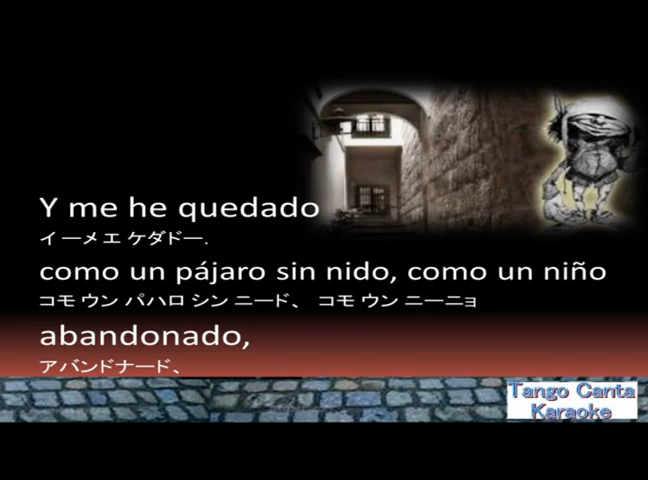 Y me he quedado
イーメ エ ケダドー.
como un pájaro sin nido, como un niño
コモ ウン パハロ シン ニード、 コモ ウン ニーニョ
abandonado,
アバンドナード、
Tango Canta
Karaoke